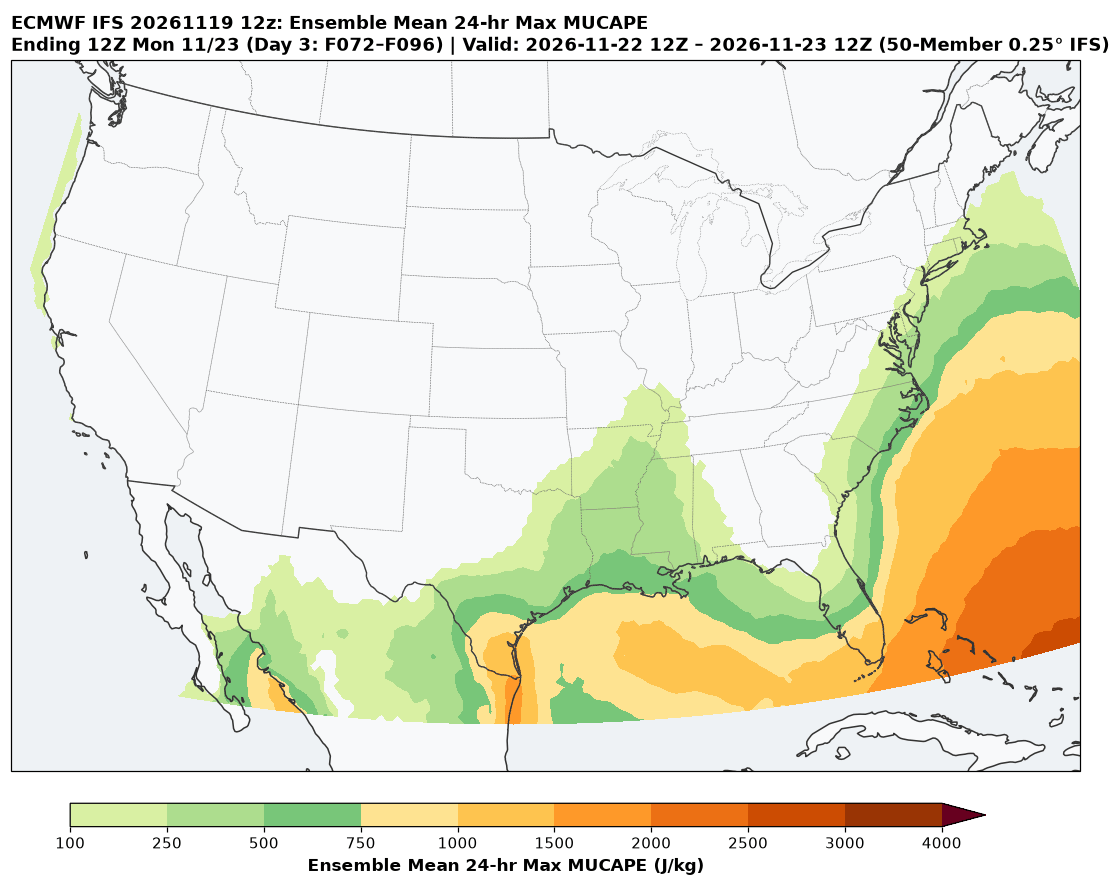 ECMWF IFS 20261119 12z: Ensemble Mean 24-hr Max MUCAPE
Ending 12Z Mon 11/23 (Day 3: F072–F096) | Valid: 2026-11-22 12Z – 2026-11-23 12Z (50-Member 0.25° IFS)
100 250 500 750 1000 1500 2000 2500 3000 4000
Ensemble Mean 24-hr Max MUCAPE (J/kg)